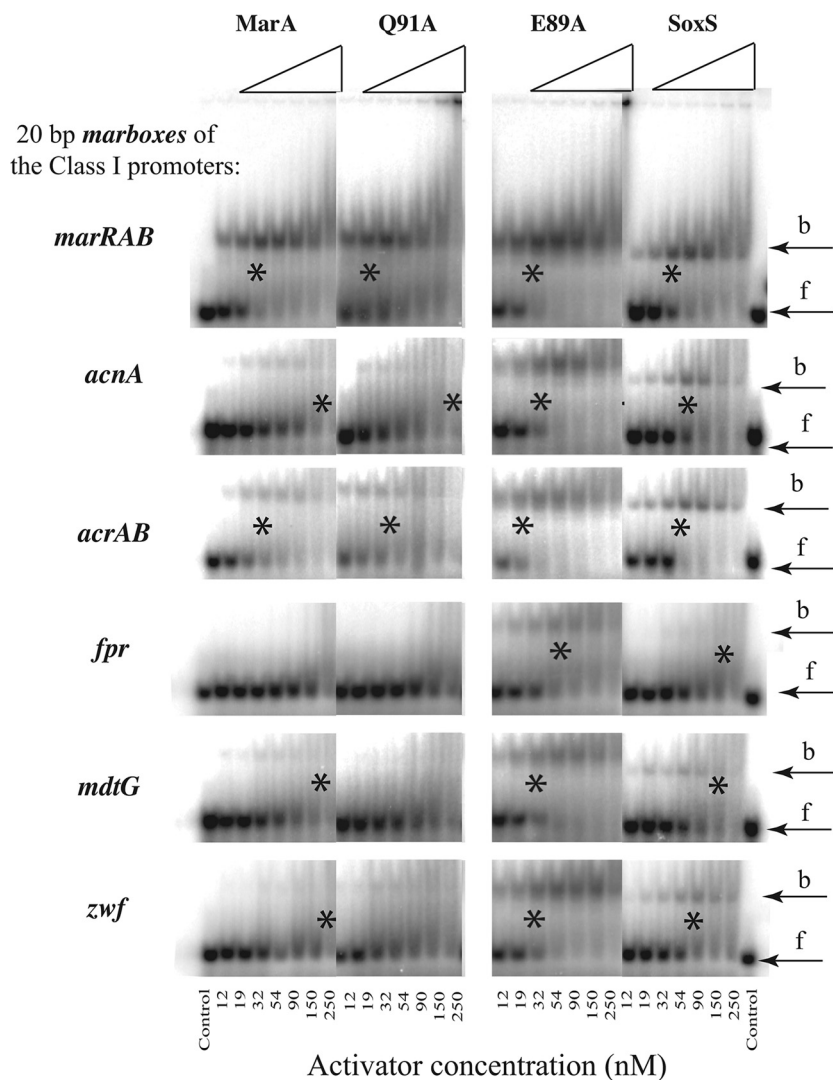 MarA Q91A E89A SoxS
20 bp marboxes of
the Class I promoters:
marRAB
b
*
*
*
*
f
acnA
b
*
*
*
*
f
acrAB
b
*
*
*
*
f
fpr
b
*
*
f
mdtG
b
*
*
*
f
zwf
b
*
*
*
f
Control 12 19 32 54 90 150 250 12 19 32 54 90 150 250 12 19 32 54 90 150 250 12 19 32 54 90 150 250 Control
Activator concentration (nM)